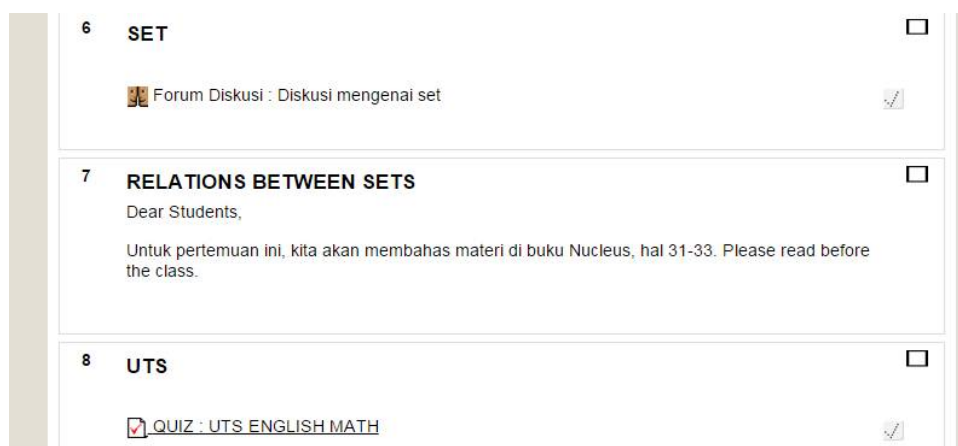 6 SET
Forum Diskusi : Diskusi mengenai set
7 RELATIONS BETWEEN SETS
Dear Students,
Untuk pertemuan ini, kita akan membahas materi di buku Nucleus, hal 31-33. Please read before
the class.
8 UTS
QUIZ : UTS ENGLISH MATH